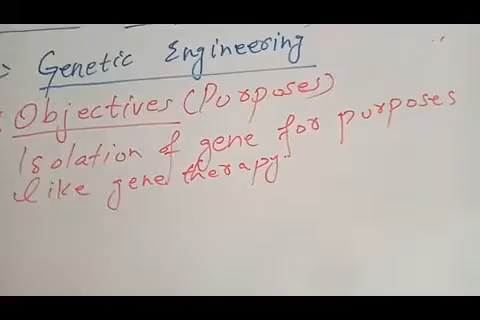 : Genetic Engineering
: Objectives (Purposes)
Isolation of gene for purposes
like gene therapy